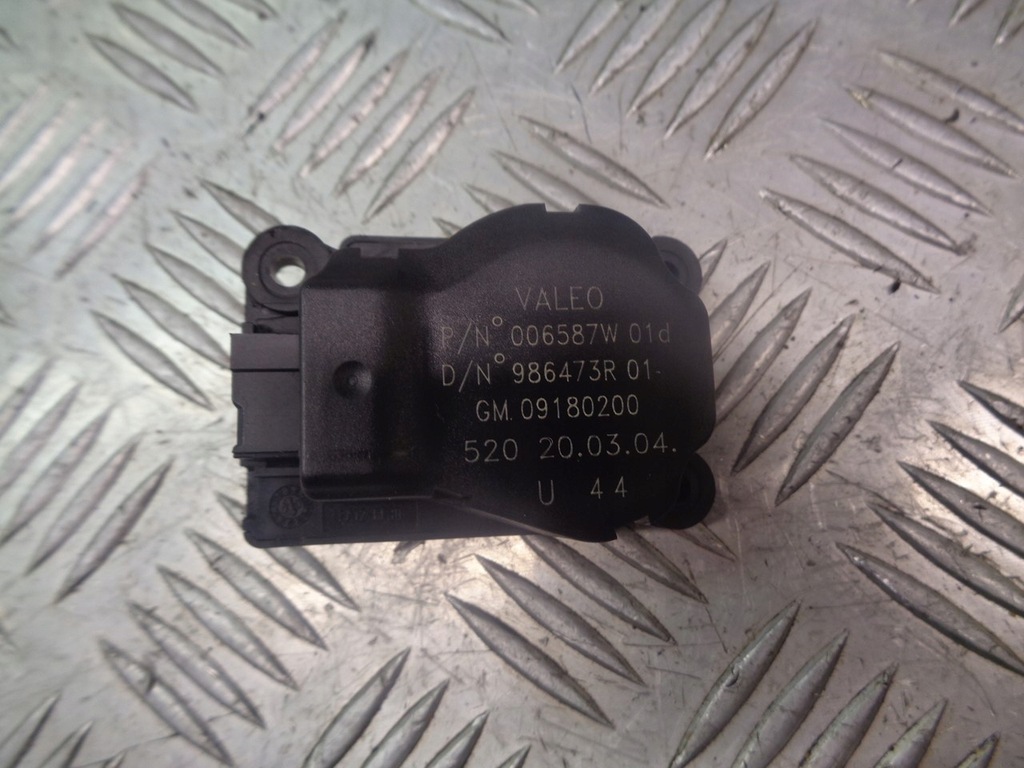 VALEO
P/N° 006587W 01d
D/N° 986473R 01-
GM. 09180200
520 20.03.04.
U 44